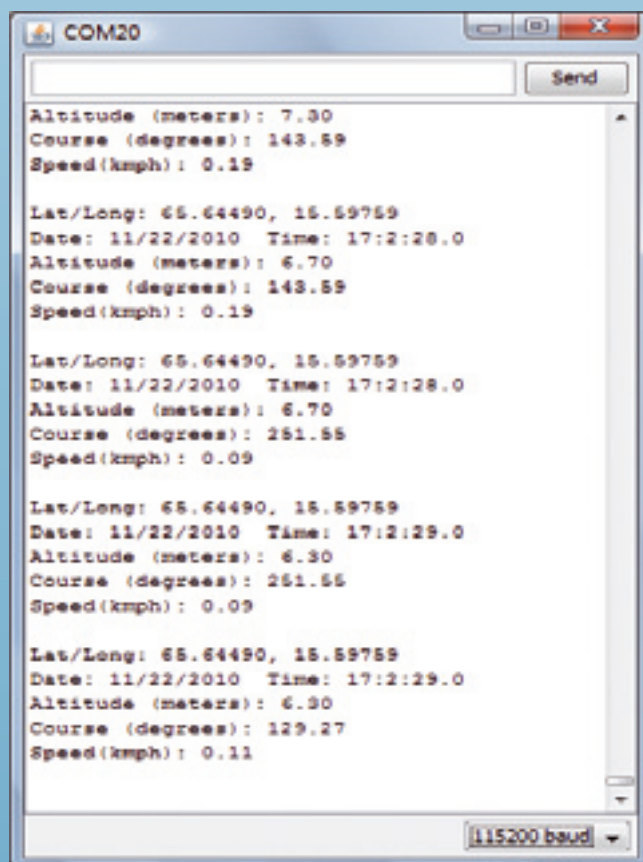 COM20
Send
Altitude (meters): 7.30
Course (degrees): 143.59
Speed(kmph): 0.19
Lat/Long: 65.64490, 15.59759
Date: 11/22/2010  Time: 17:2:28.0
Altitude (meters): 6.70
Course (degrees): 143.59
Speed(kmph): 0.19
Lat/Long: 65.64490, 15.59759
Date: 11/22/2010  Time: 17:2:28.0
Altitude (meters): 6.70
Course (degrees): 251.55
Speed(kmph): 0.09
Lat/Long: 65.64490, 15.59759
Date: 11/22/2010  Time: 17:2:29.0
Altitude (meters): 6.30
Course (degrees): 251.55
Speed(kmph): 0.09
Lat/Long: 65.64490, 15.59759
Date: 11/22/2010  Time: 17:2:29.0
Altitude (meters): 6.30
Course (degrees): 129.27
Speed(kmph): 0.11
115200 baud